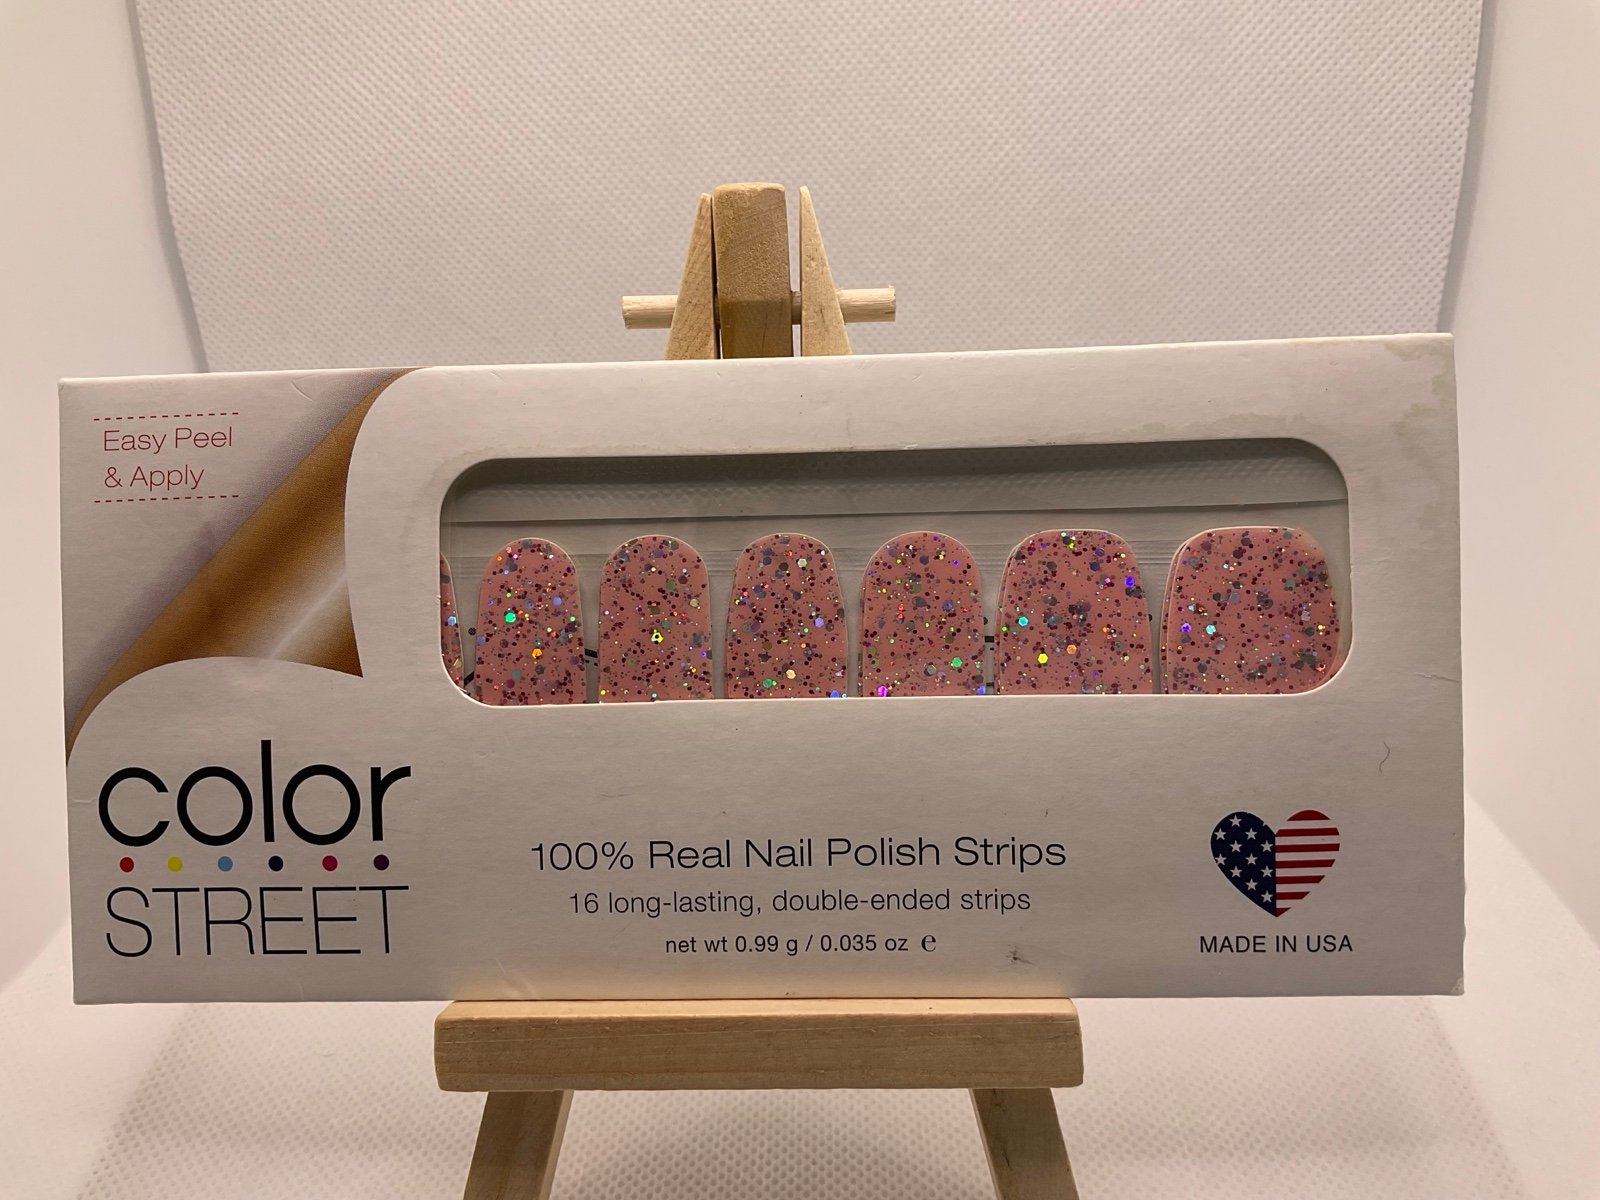 Easy Peel
& Apply
color
STREET
100% Real Nail Polish Strips
16 long-lasting, double-ended strips
net wt 0.99 g / 0.035 oz ℮
MADE IN USA